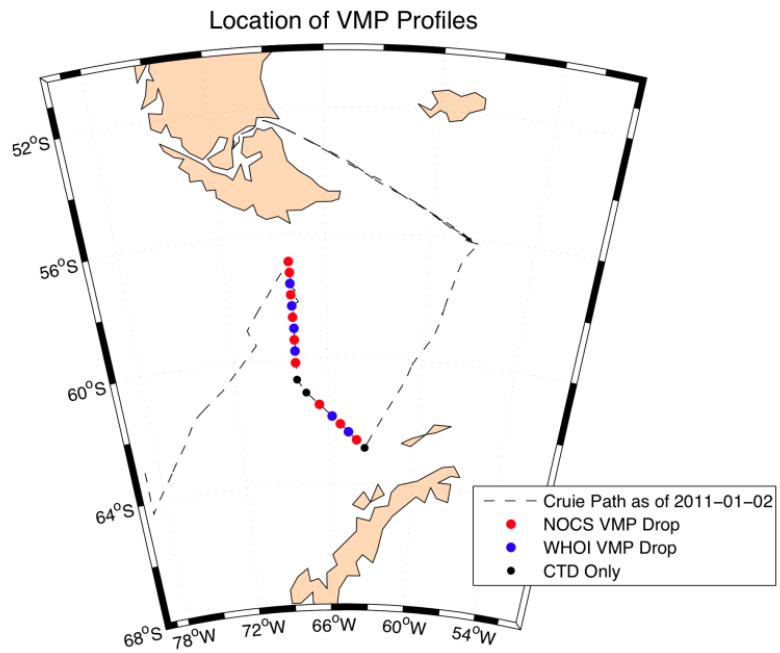 Location of VMP Profiles
52°S
56°S
60°S
64°S
68°S
78°W
72°W
66°W
60°W
54°W
Cruie Path as of 2011−01−02
NOCS VMP Drop
WHOI VMP Drop
CTD Only